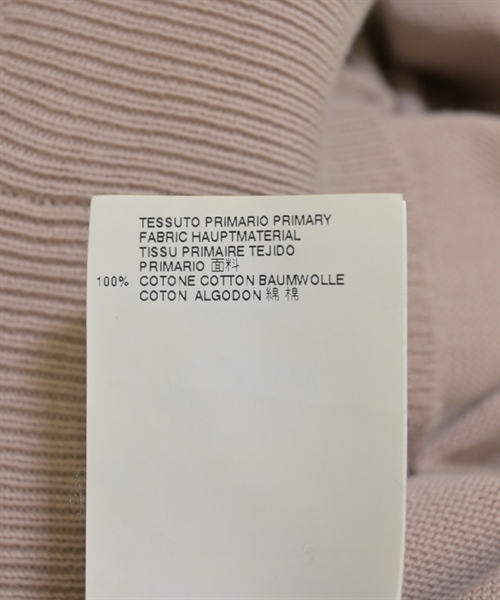 TESSUTO PRIMARIO PRIMARY
FABRIC HAUPTMATERIAL
TISSU PRIMAIRE TEJIDO
PRIMARIO 面料
100% COTONE COTTON BAUMWOLLE
COTON ALGODON 綿 棉